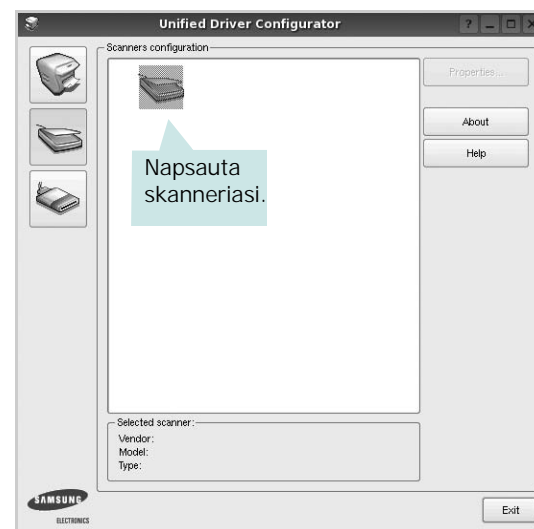 Unified Driver Configurator
Scanners configuration
Properties...
About
Help
Napsauta
skanneriasi.
Selected scanner:
Vendor:
Model:
Type:
SAMSUNG
ELECTRONICS
Exit